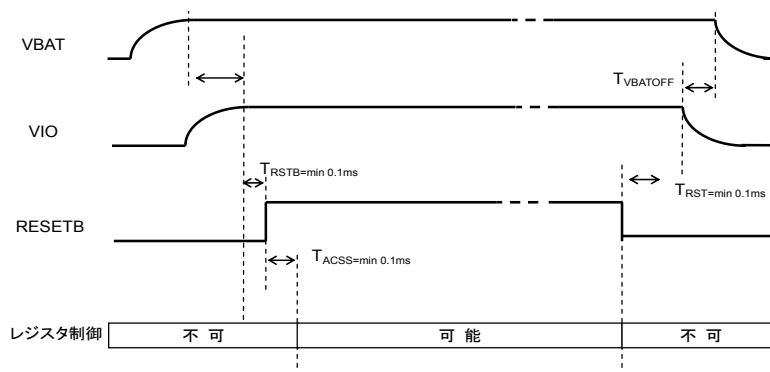 VBAT
TVBATOFF
VIO
TRSTB=min 0.1ms
TRST=min 0.1ms
RESETB
TACSS=min 0.1ms
レジスタ制御 不 可 可 能 不 可